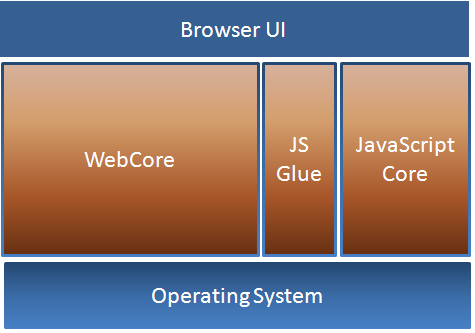 Browser UI
WebCore
JS
Glue
JavaScript
Core
Operating System